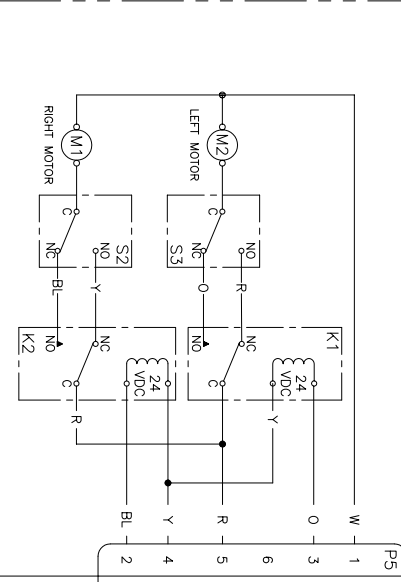 RIGHT MOTOR
M1
LEFT MOTOR
M2
C
NC
NO
S2
C
NC
NO
S3
BL
Y
O
R
K2
NO
NC
C
24
VDC
K1
NO
NC
C
24
VDC
R
Y
BL
Y
R
O
W
2
4
5
6
3
1
P5